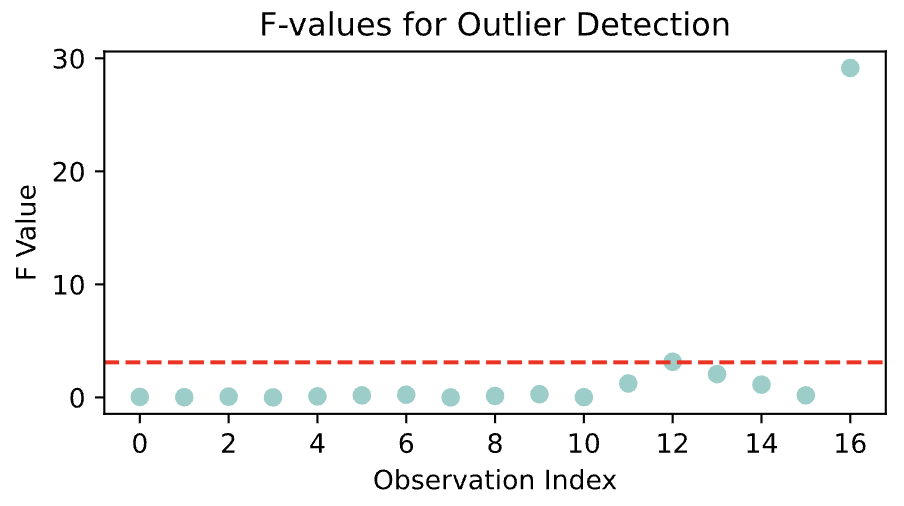 F-values for Outlier Detection
30
20
10
0
F Value
0 2 4 6 8 10 12 14 16
Observation Index